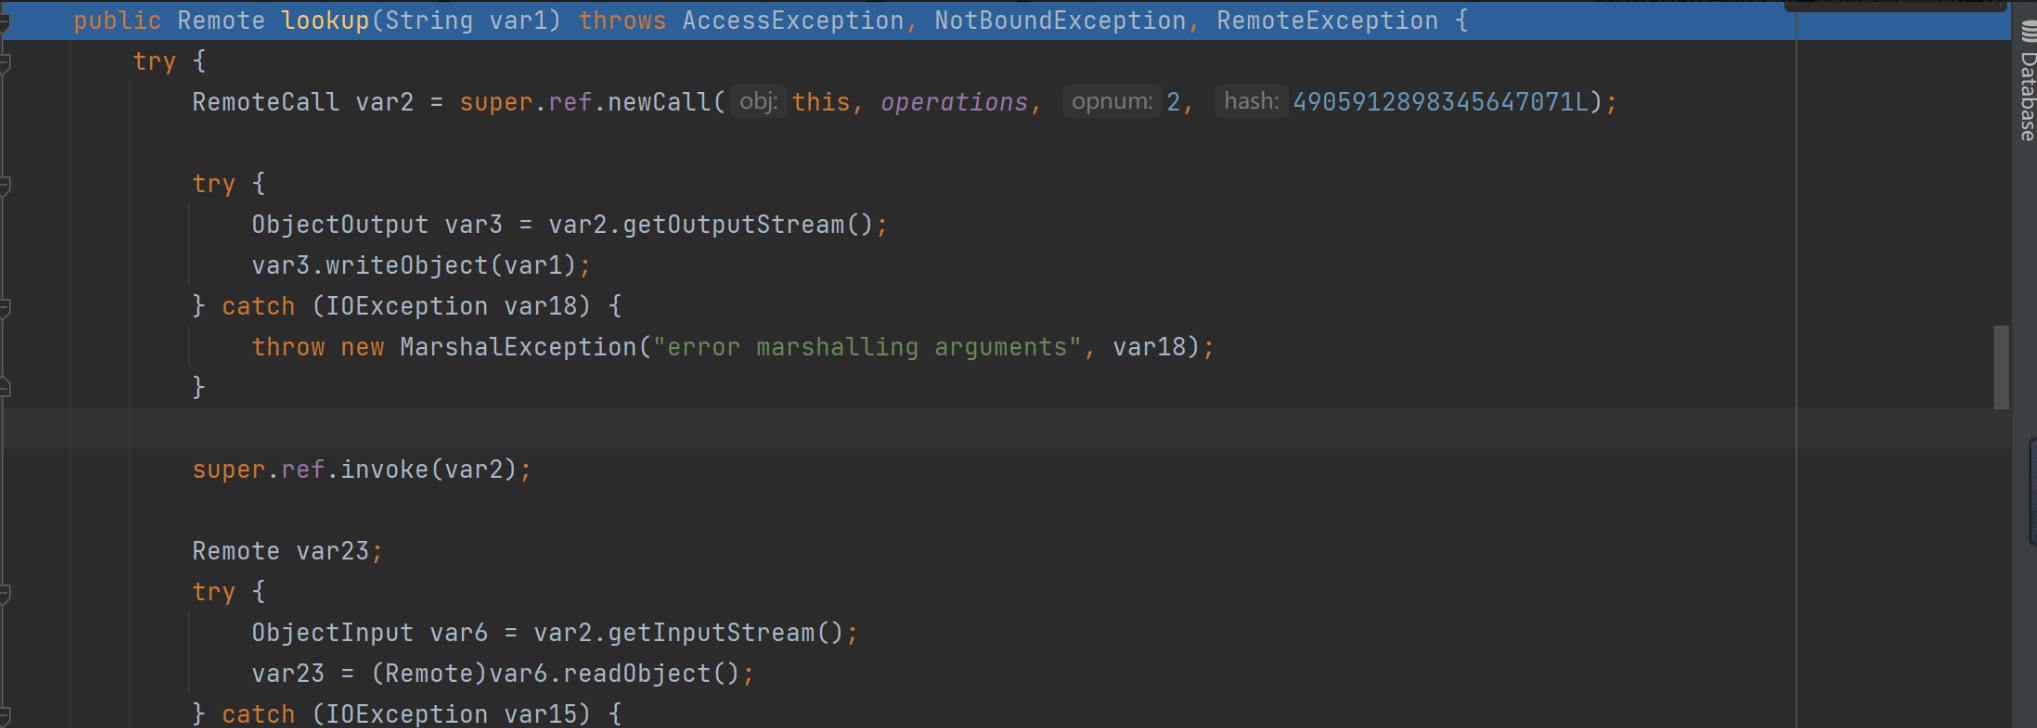 public Remote lookup(String var1) throws AccessException, NotBoundException, RemoteException {
try {
RemoteCall var2 = super.ref.newCall( obj: this, operations, opnum: 2, hash: 4905912898345647071L);
try {
ObjectOutput var3 = var2.getOutputStream();
var3.writeObject(var1);
} catch (IOException var18) {
throw new MarshalException("error marshalling arguments", var18);
}
super.ref.invoke(var2);
Remote var23;
try {
ObjectInput var6 = var2.getInputStream();
var23 = (Remote)var6.readObject();
} catch (IOException var15) {
Database